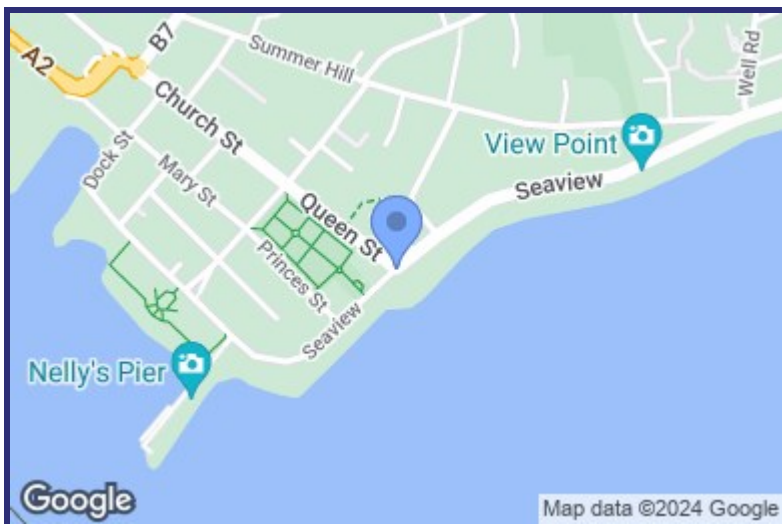 A2
B7
Summer Hill
Well Rd
Church St
View Point
Dock St
Mary St
Seaview
Queen St
Princes St
Seaview
Nelly's Pier
Google
Map data ©2024 Google